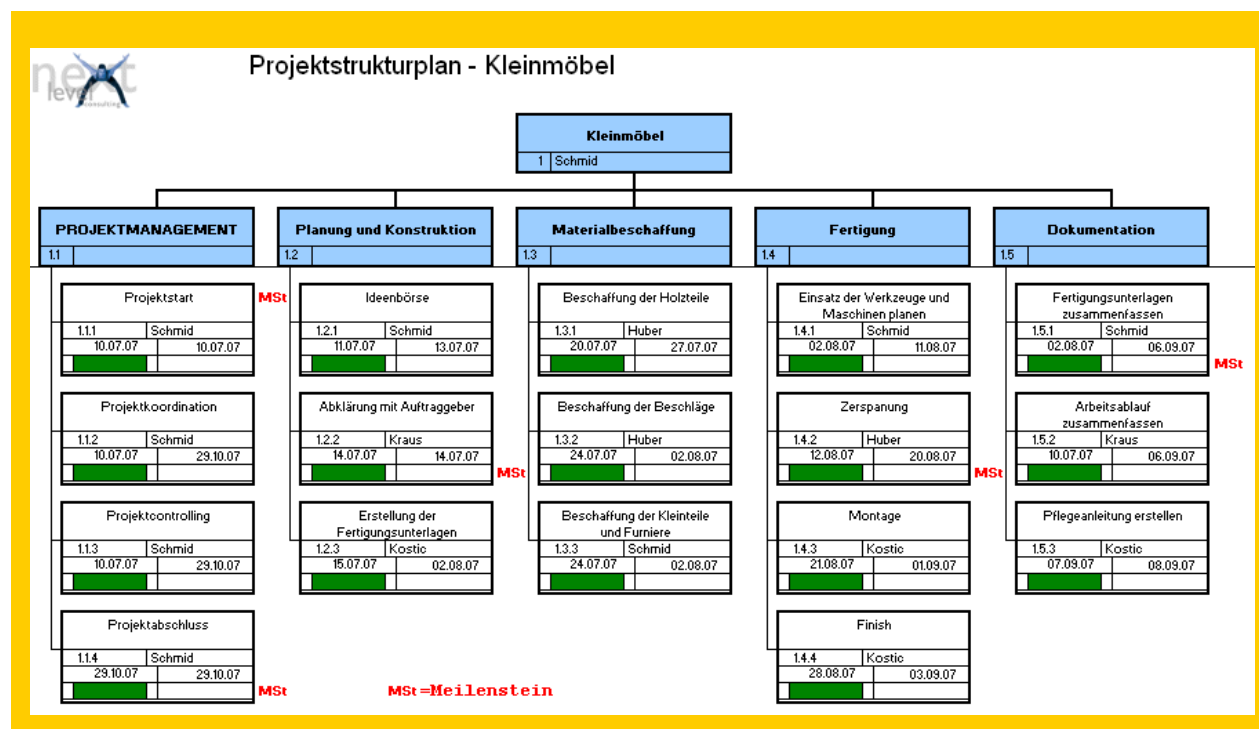 next
level
consulting
Projektstrukturplan - Kleinmöbel
Kleinmöbel
1 Schmid
PROJEKTMANAGEMENT
1.1
Projektstart
MSt
1.1.1 Schmid
10.07.07 10.07.07
Projektkoordination
1.1.2 Schmid
10.07.07 29.10.07
Projektcontrolling
1.1.3 Schmid
10.07.07 29.10.07
Projektabschluss
1.1.4 Schmid
29.10.07 29.10.07
MSt
Planung und Konstruktion
1.2
Ideenbörse
1.2.1 Schmid
11.07.07 13.07.07
Abklärung mit Auftraggeber
1.2.2 Kraus
14.07.07 14.07.07
MSt
Erstellung der
Fertigungsunterlagen
1.2.3 Kostic
15.07.07 02.08.07
Materialbeschaffung
1.3
Beschaffung der Holzteile
1.3.1 Huber
20.07.07 27.07.07
Beschaffung der Beschläge
1.3.2 Huber
24.07.07 02.08.07
Beschaffung der Kleinteile
und Furniere
1.3.3 Schmid
24.07.07 02.08.07
Fertigung
1.4
Einsatz der Werkzeuge und
Maschinen planen
1.4.1 Schmid
02.08.07 11.08.07
Zerspanung
1.4.2 Huber
12.08.07 20.08.07
MSt
Montage
1.4.3 Kostic
21.08.07 01.09.07
Finish
1.4.4 Kostic
28.08.07 03.09.07
Dokumentation
1.5
Fertigungsunterlagen
zusammenfassen
1.5.1 Schmid
02.08.07 06.09.07
MSt
Arbeitsablauf
zusammenfassen
1.5.2 Kraus
10.07.07 06.09.07
Pflegeanleitung erstellen
1.5.3 Kostic
07.09.07 08.09.07
MSt=Meilenstein